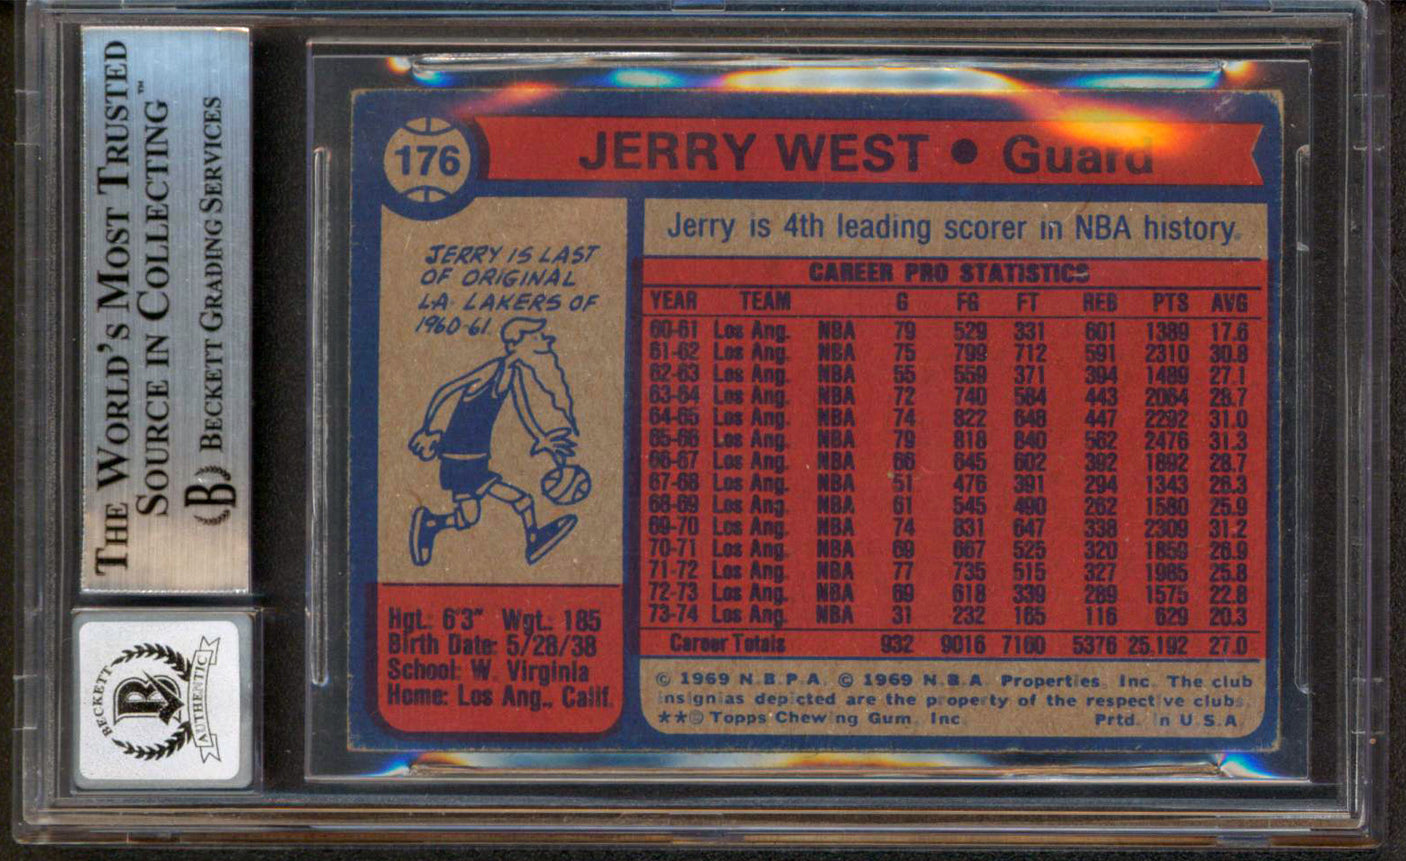 THE WORLD'S MOST TRUSTED
SOURCE IN COLLECTING™
B BECKETT GRADING SERVICES
BECKETT
B
AUTHENTIC
176
JERRY WEST • Guard
Jerry is 4th leading scorer in NBA history.
JERRY IS LAST
OF ORIGINAL
L.A. LAKERS OF
1960-61.
Hgt.: 6'3" Wgt.: 185
Birth Date: 5/28/38
School: W. Virginia
Home: Los Ang., Calif.
CAREER PRO STATISTICS
YEAR TEAM G FG FT REB PTS AVG
60-61 Los Ang. NBA 79 529 331 601 1389 17.6
61-62 Los Ang. NBA 75 799 712 591 2310 30.8
62-63 Los Ang. NBA 55 559 371 394 1489 27.1
63-64 Los Ang. NBA 72 740 584 443 2064 28.7
64-65 Los Ang. NBA 74 822 648 447 2292 31.0
65-66 Los Ang. NBA 79 818 840 562 2476 31.3
66-67 Los Ang. NBA 66 645 602 392 1892 28.7
67-68 Los Ang. NBA 51 476 391 294 1343 26.3
68-69 Los Ang. NBA 61 545 490 262 1580 25.9
69-70 Los Ang. NBA 74 831 647 338 2309 31.2
70-71 Los Ang. NBA 69 667 525 320 1859 26.9
71-72 Los Ang. NBA 77 735 515 327 1985 25.8
72-73 Los Ang. NBA 69 618 339 289 1575 22.8
73-74 Los Ang. NBA 31 232 165 116 629 20.3
Career Totals 932 9016 7160 5376 25,192 27.0
© 1969 N.B.P.A. © 1969 N.B.A. Properties, Inc. The club
insignias depicted are the property of the respective clubs.
**© Topps Chewing Gum, Inc. Prtd. in U.S.A.